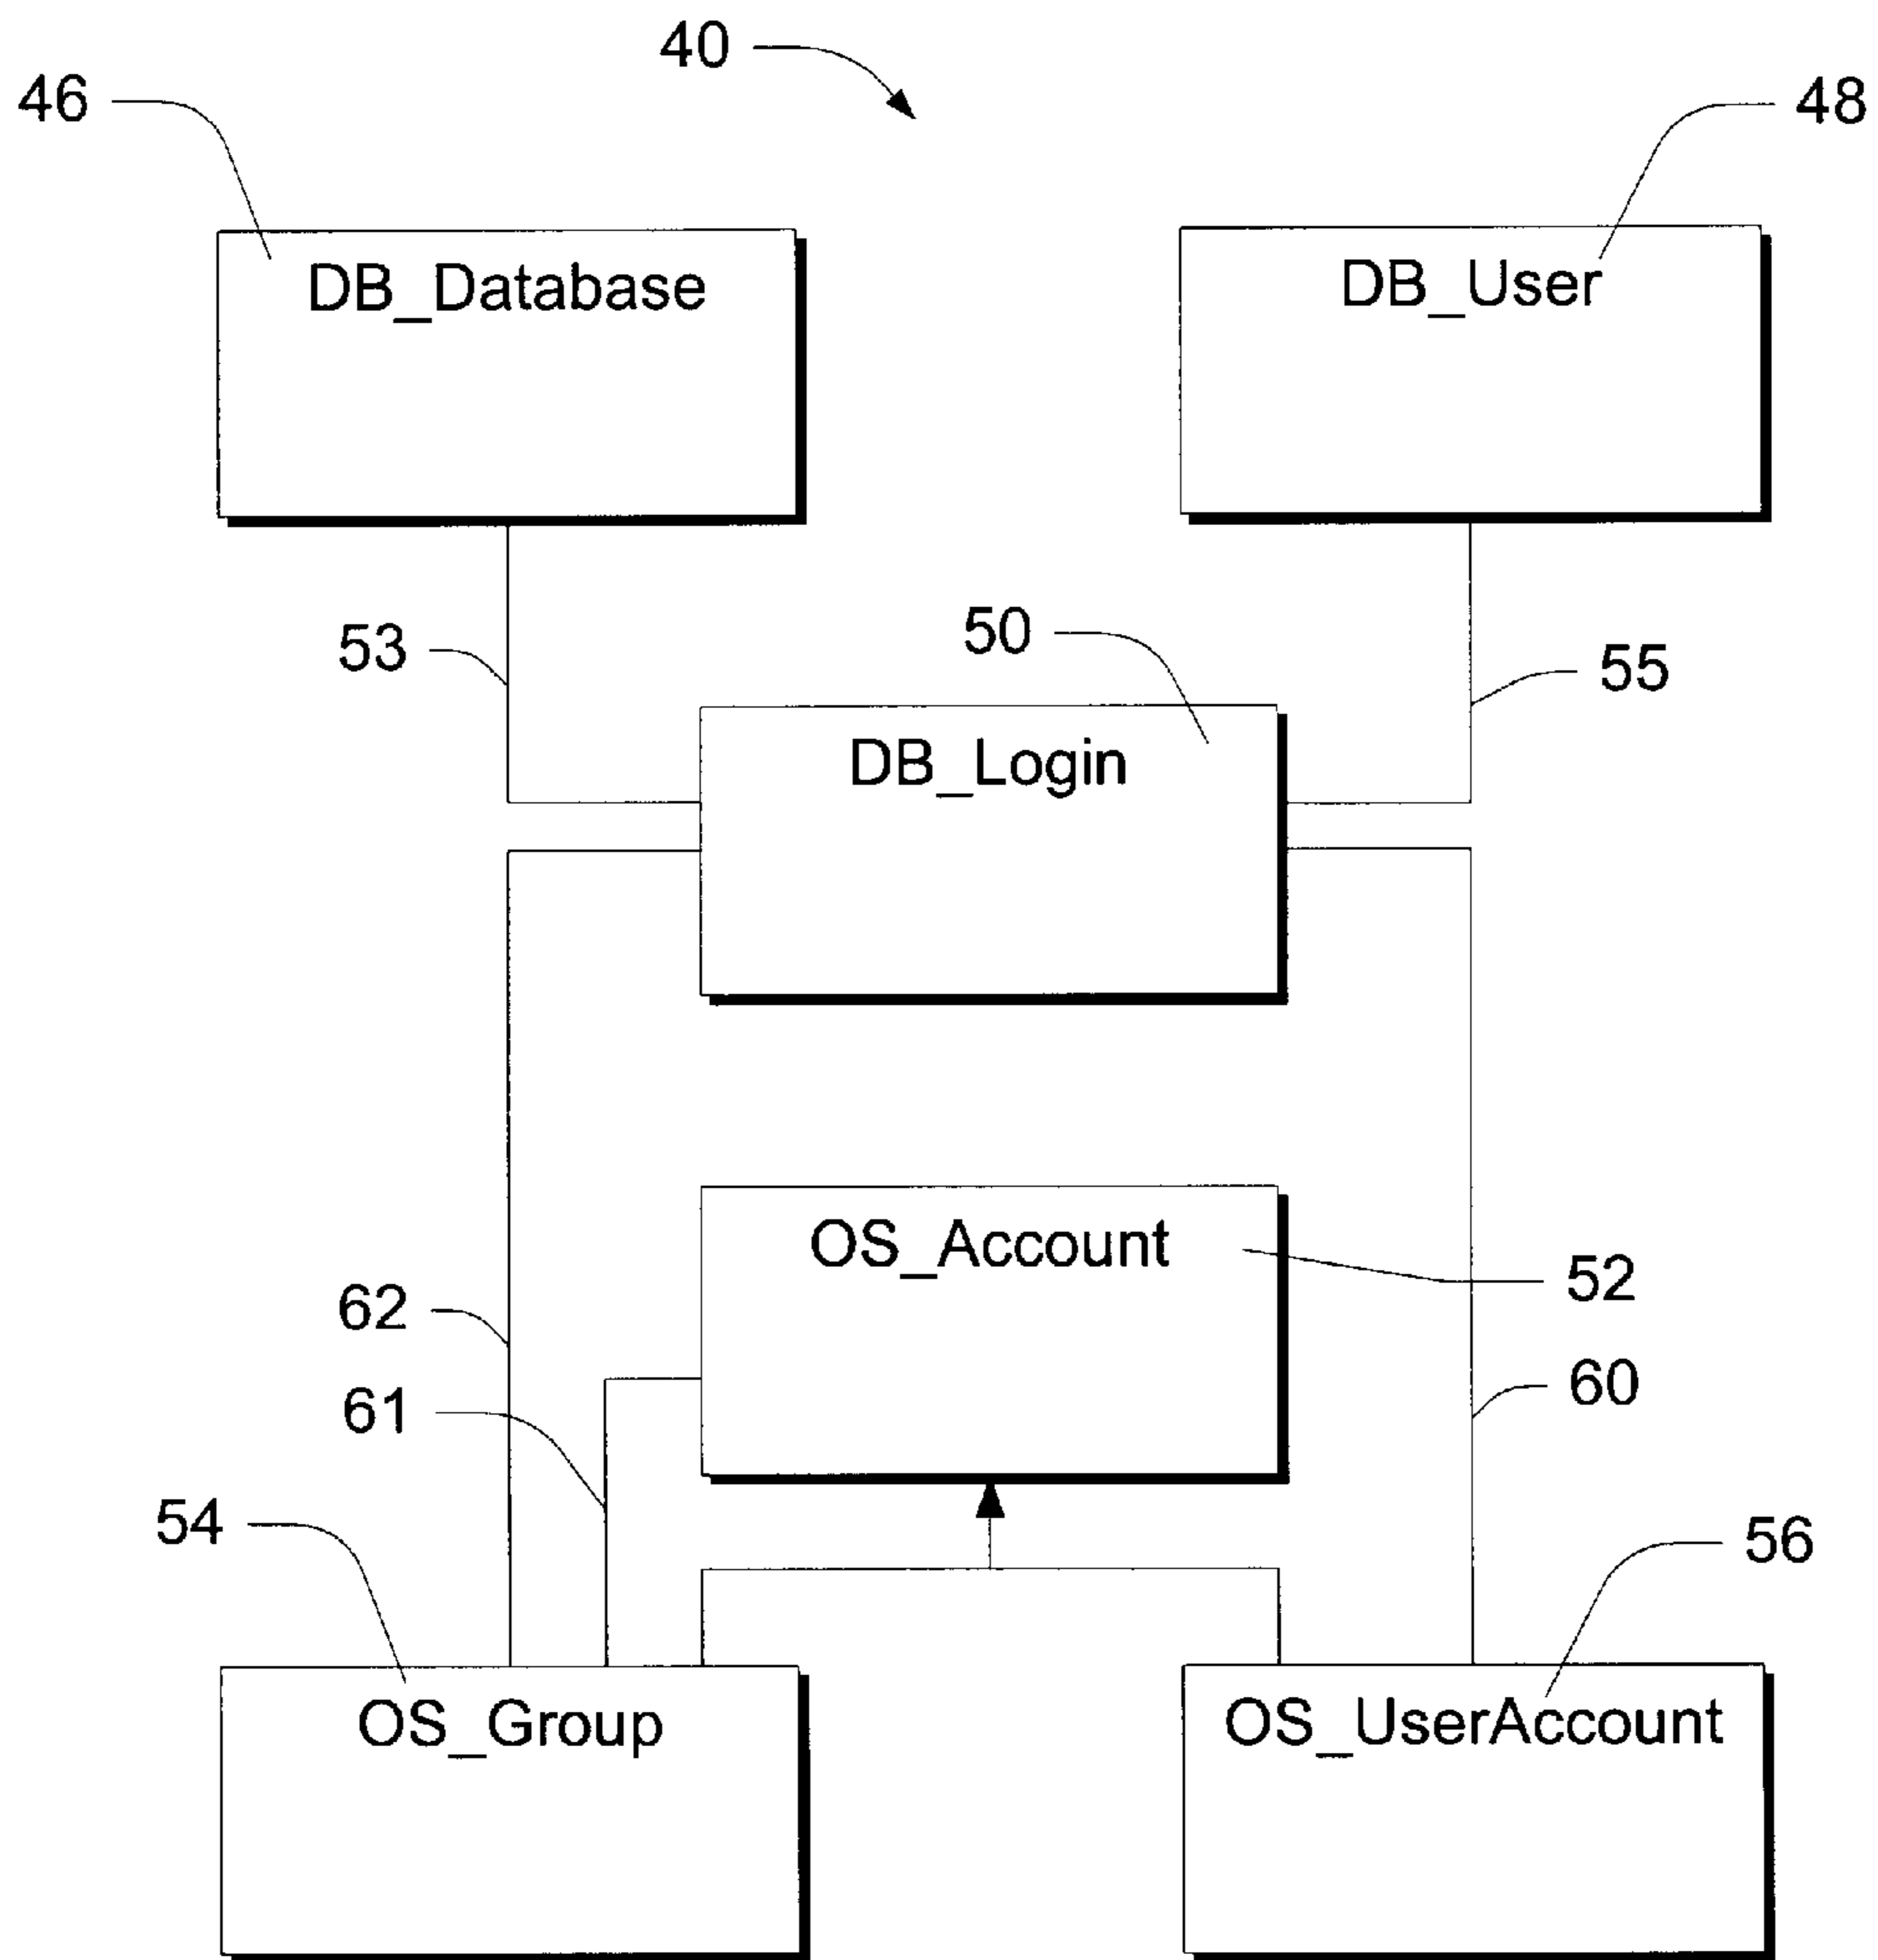 40
46
48
DB_Database
DB_User
53
50
55
DB_Login
OS_Account
52
62
60
61
54
56
OS_Group
OS_UserAccount